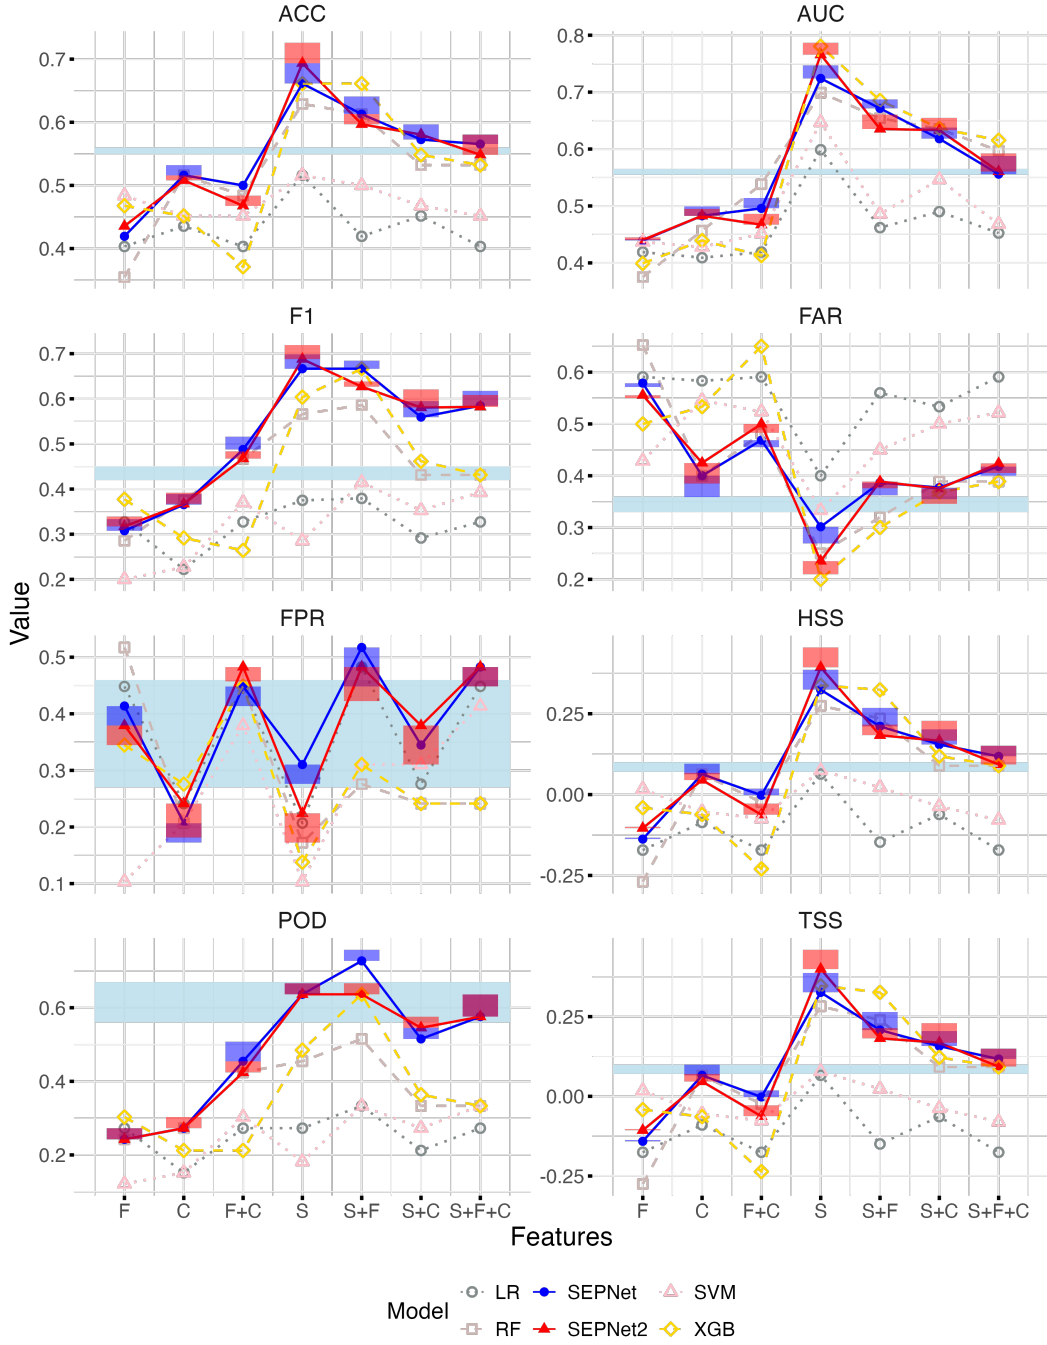 ACC
AUC
0.7
0.6
0.5
0.4
0.8
0.7
0.6
0.5
0.4
F1
FAR
0.7
0.6
0.5
0.4
0.3
0.2
0.6
0.5
0.4
0.3
0.2
Value
FPR
HSS
0.5
0.4
0.3
0.2
0.1
0.25
0.00
-0.25
POD
TSS
0.6
0.4
0.2
0.25
0.00
-0.25
F C F+C S S+F S+C S+F+C
F C F+C S S+F S+C S+F+C
Features
Model
LR SEPNet SVM
RF SEPNet2 XGB